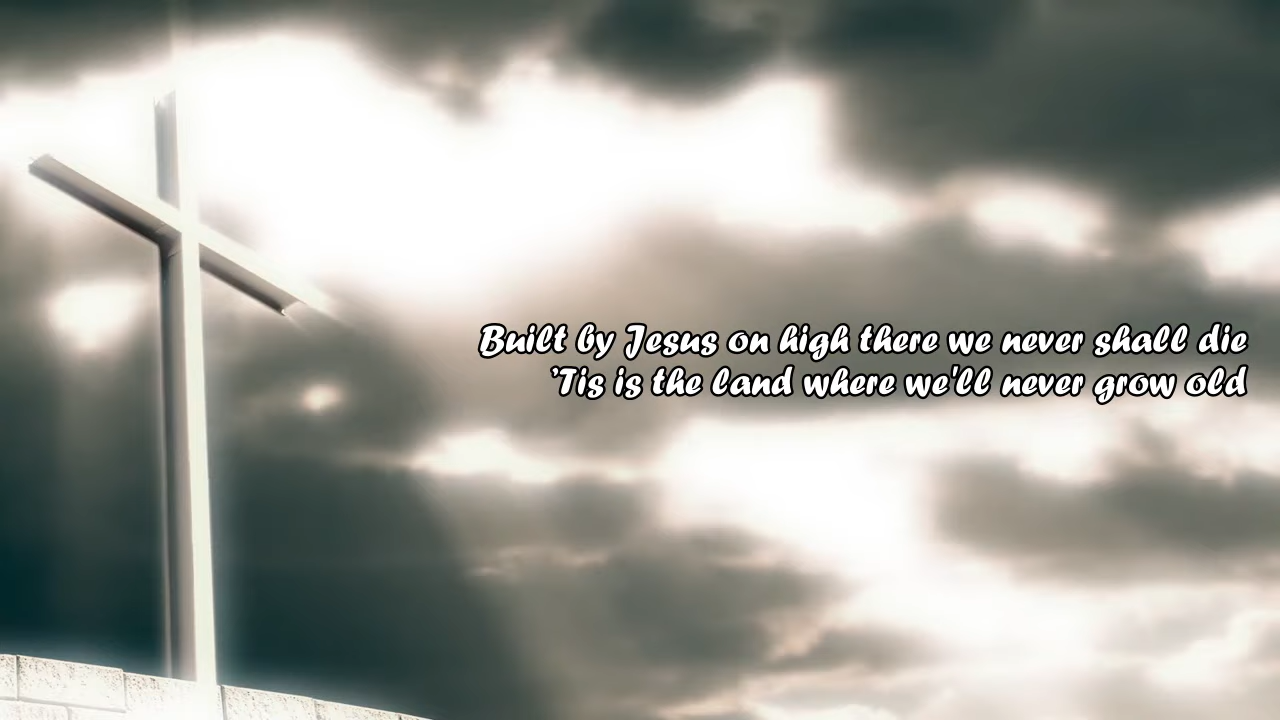 Built by Jesus on high there we never shall die
’Tis is the land where we'll never grow old